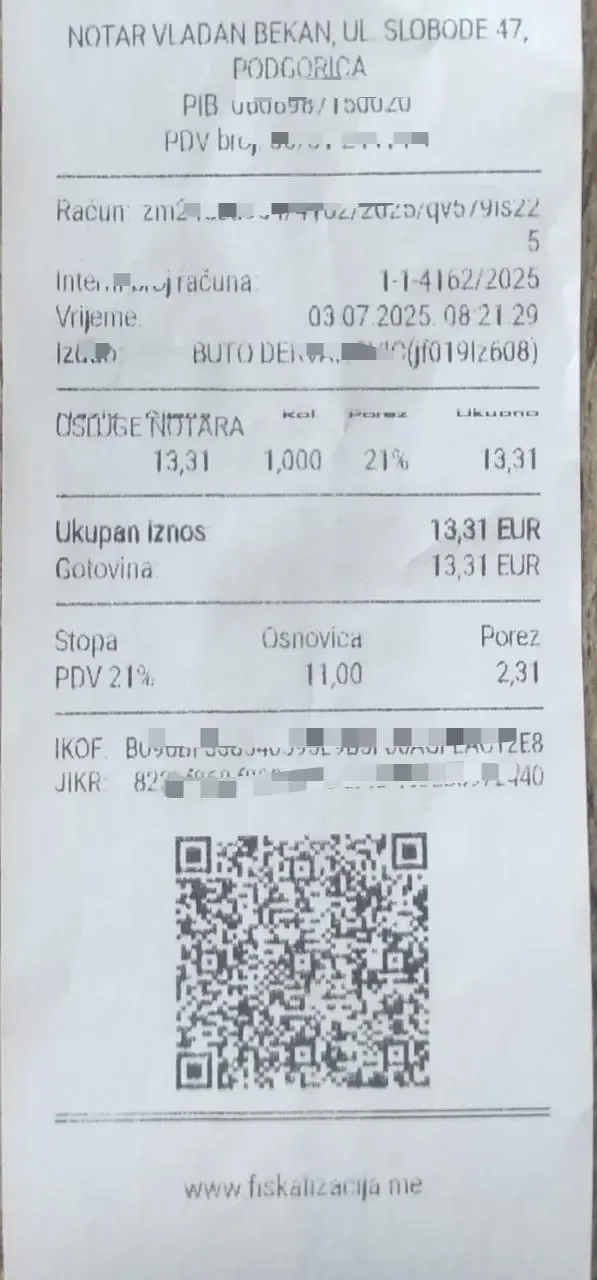 NOTAR VLADAN BEKAN, UL. SLOBODE 47,
PODGORICA
PIB
PDV broj
Račun:
5
računa: 1-1-4162/2025
Vrijeme: 03.07.2025. 08:21:29
BUTO (jf019lz608)
USLUGE NOTARA Kol Porez Ukupno
13,31 1,000 21% 13,31
Ukupan iznos 13,31 EUR
Gotovina 13,31 EUR
Stopa Osnovica Porez
PDV 21% 11,00 2,31
IKOF:
JIKR:
www.fiskalizacija.me